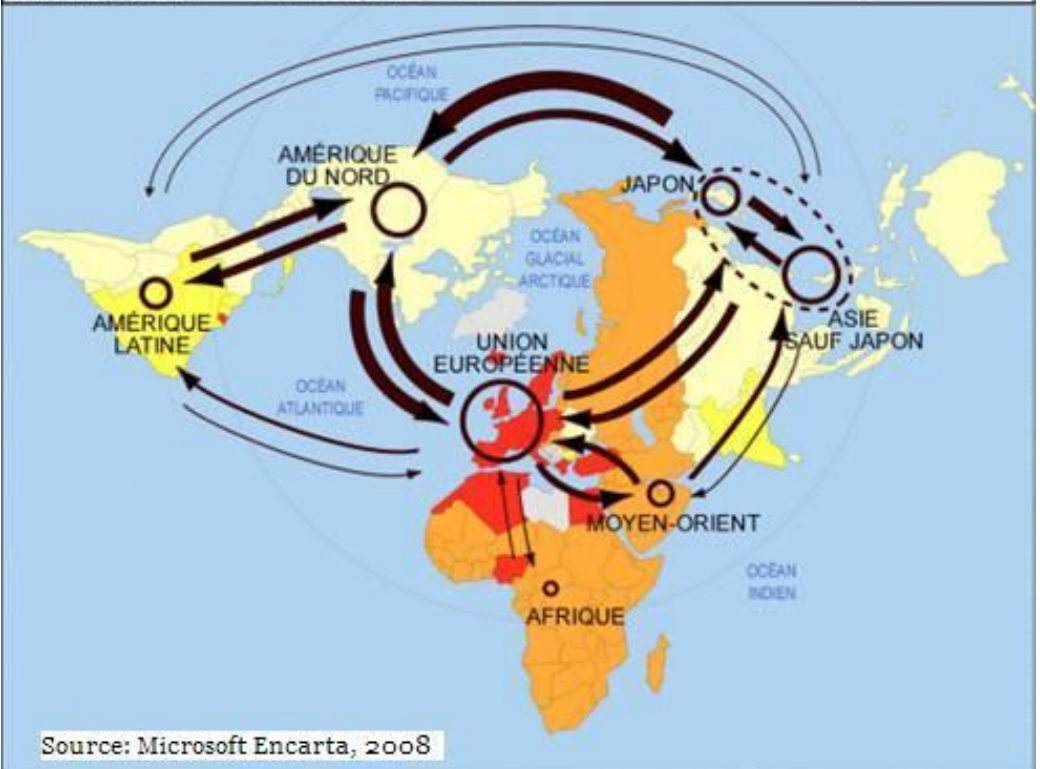 OCÉAN
PACIFIQUE
AMÉRIQUE
DU NORD
JAPON
OCÉAN
GLACIAL
ARCTIQUE
AMÉRIQUE
LATINE
UNION
EUROPÉENNE
ASIE
SAUF JAPON
OCÉAN
ATLANTIQUE
MOYEN-ORIENT
OCÉAN
INDIEN
AFRIQUE
Source: Microsoft Encarta, 2008